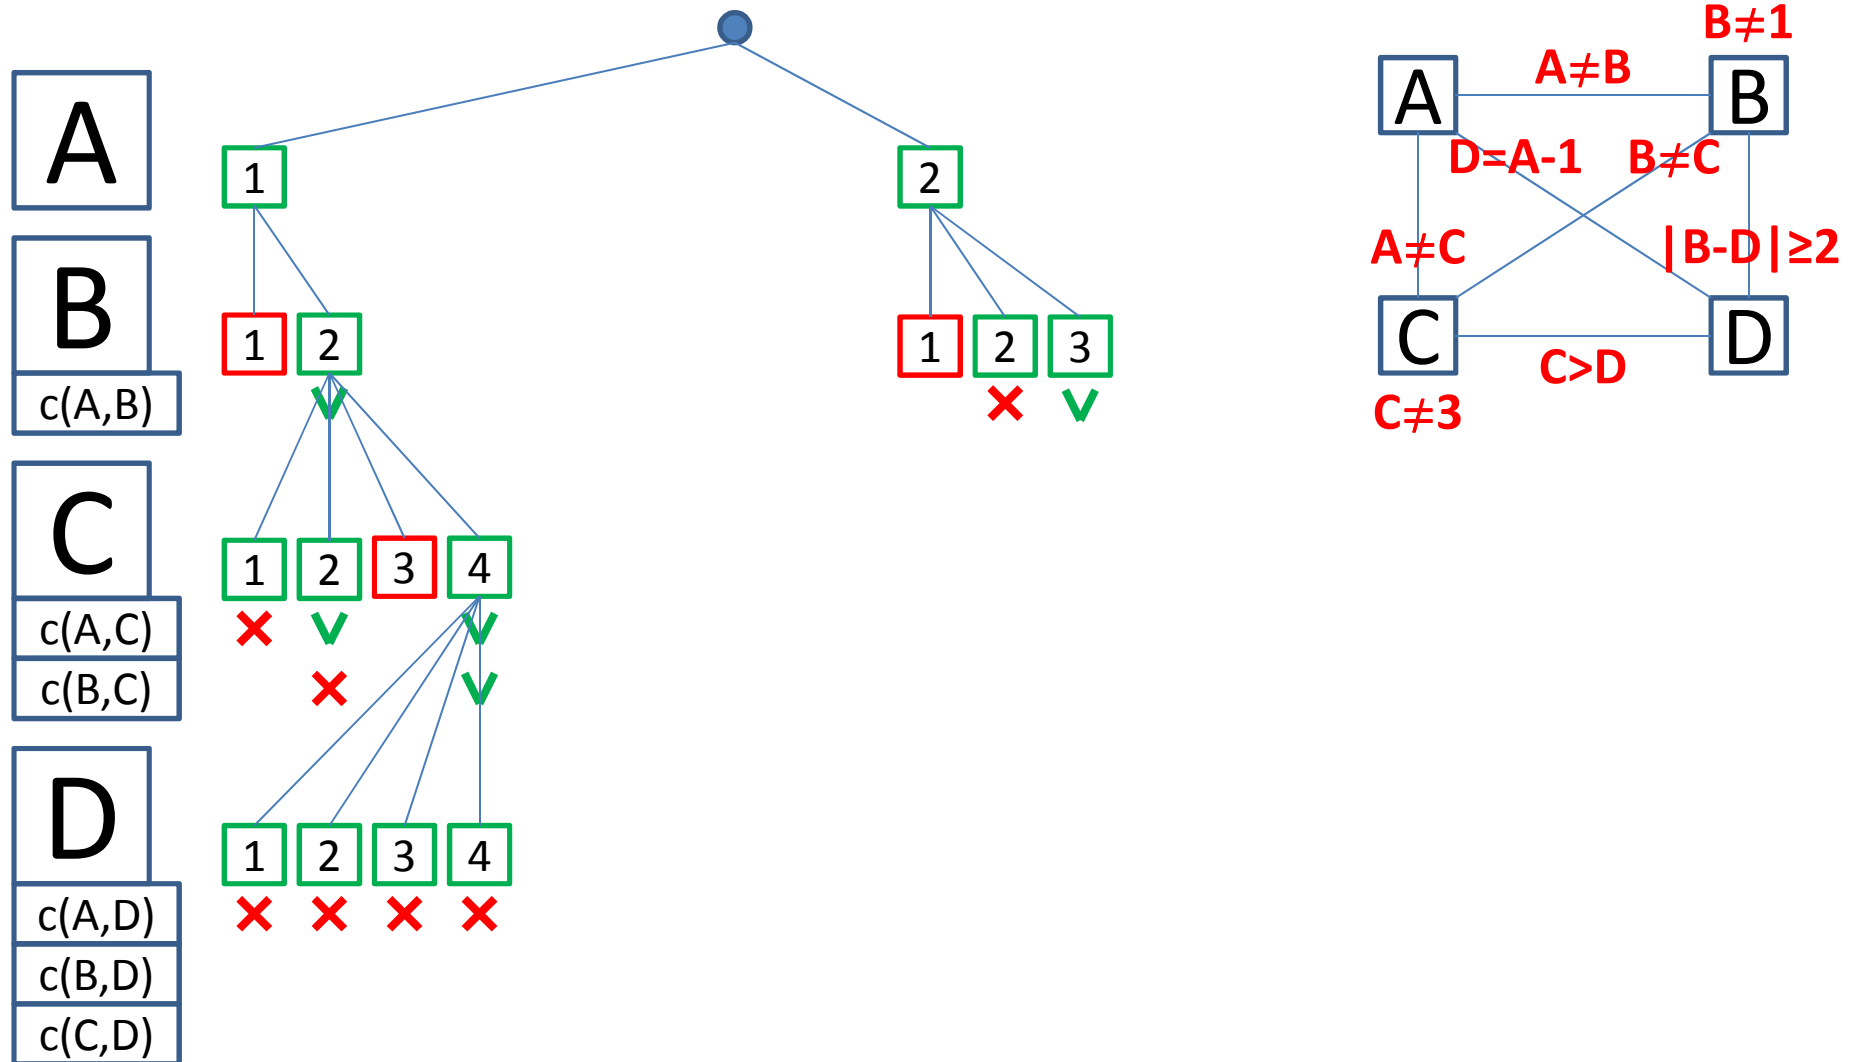 B≠1
A A≠B A B
1 2 D=A-1 B≠C
B A≠C |B-D|≥2
1 2 1 2 3 C D
c(A,B) C>D
C≠3
C
1 2 3 4
c(A,C)
c(B,C)
D
1 2 3 4
c(A,D)
c(B,D)
c(C,D)